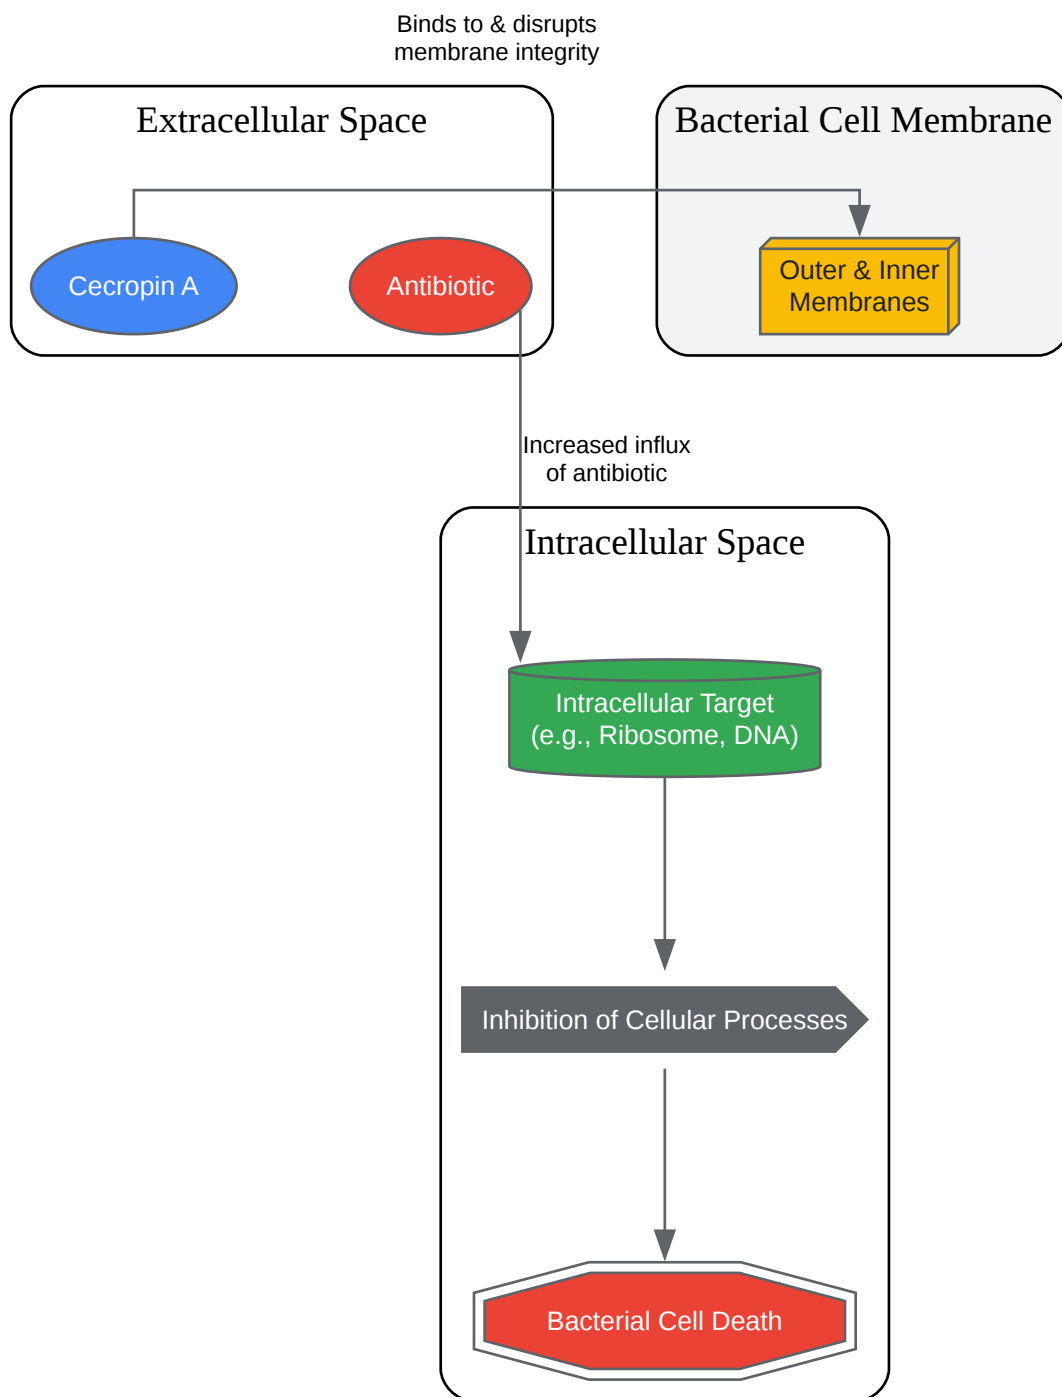 Binds to & disrupts
membrane integrity
Extracellular Space
Bacterial Cell Membrane
Cecropin A
Antibiotic
Outer & Inner
Membranes
Increased influx
of antibiotic
Intracellular Space
Intracellular Target
(e.g., Ribosome, DNA)
Inhibition of Cellular Processes
Bacterial Cell Death